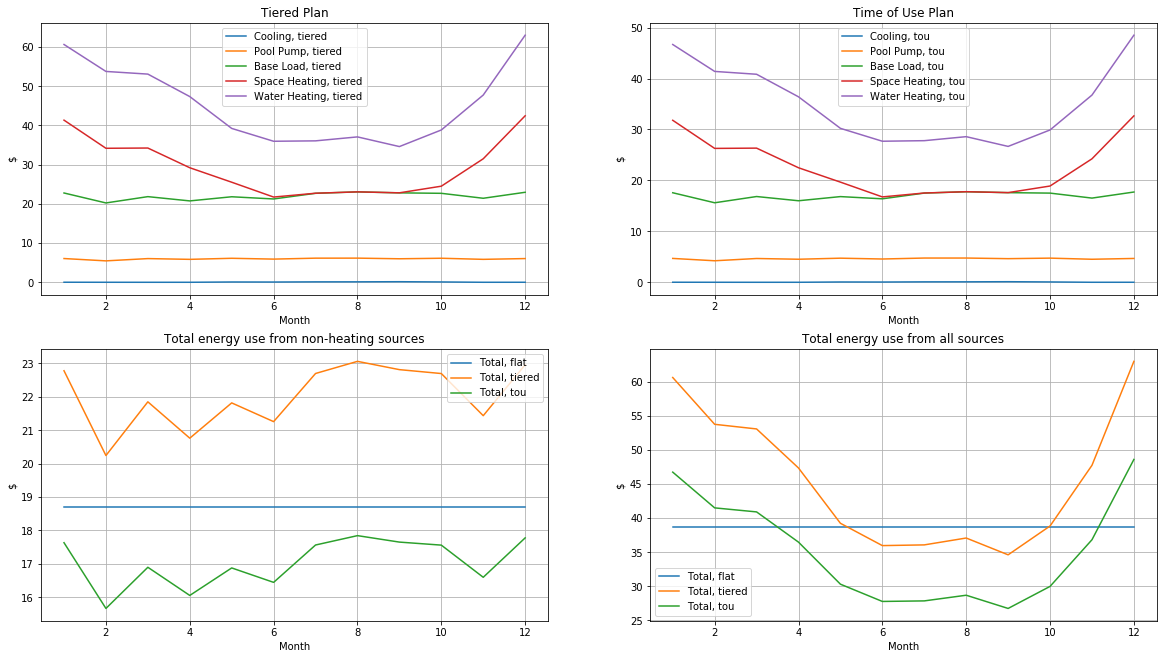 Tiered Plan
Cooling, tiered
Pool Pump, tiered
Base Load, tiered
Space Heating, tiered
Water Heating, tiered
60
50
40
30
20
10
0
$
2 4 6 8 10 12
Month
Time of Use Plan
Cooling, tou
Pool Pump, tou
Base Load, tou
Space Heating, tou
Water Heating, tou
50
40
30
20
10
0
$
2 4 6 8 10 12
Month
Total energy use from non-heating sources
Total, flat
Total, tiered
Total, tou
23
22
21
20
19
18
17
16
$
2 4 6 8 10 12
Month
Total energy use from all sources
60
55
50
45
40
35
30
25
$
Total, flat
Total, tiered
Total, tou
2 4 6 8 10 12
Month